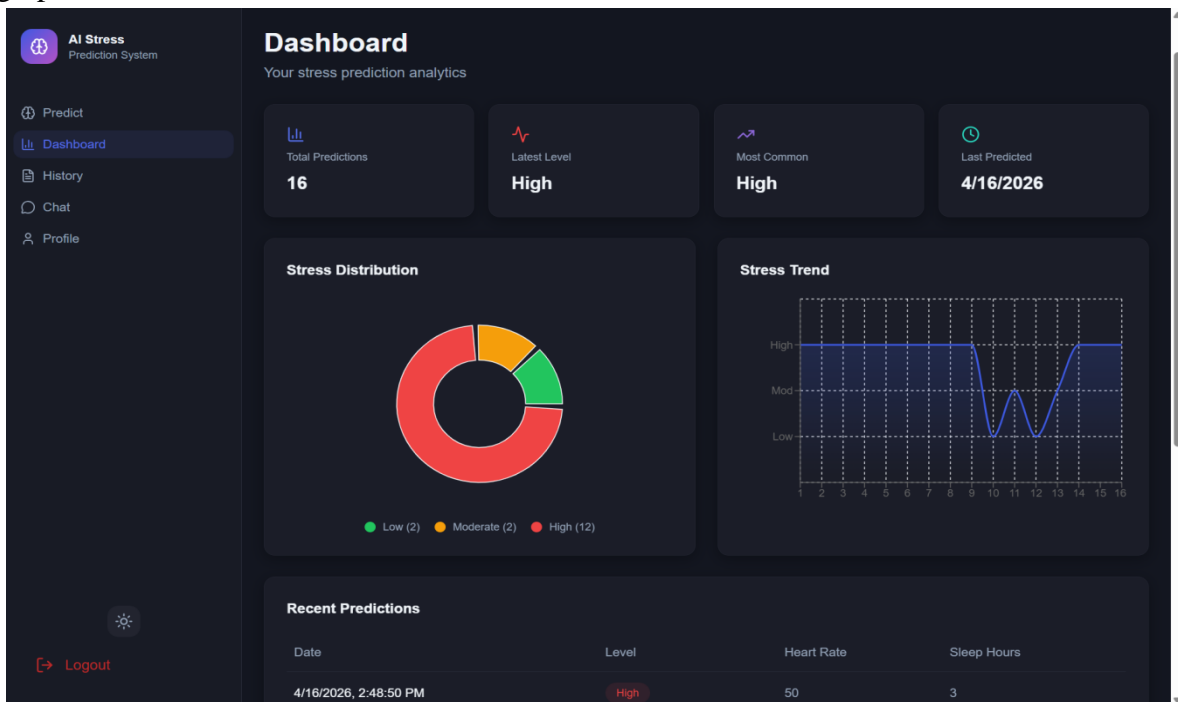 AI Stress
Prediction System
Predict
Dashboard
History
Chat
Profile
Logout
Dashboard
Your stress prediction analytics
Total Predictions
16
Latest Level
High
Most Common
High
Last Predicted
4/16/2026
Stress Distribution
Low (2) Moderate (2) High (12)
Stress Trend
High
Mod
Low
1 2 3 4 5 6 7 8 9 10 11 12 13 14 15 16
Recent Predictions
Date Level Heart Rate Sleep Hours
4/16/2026, 2:48:50 PM High 50 3